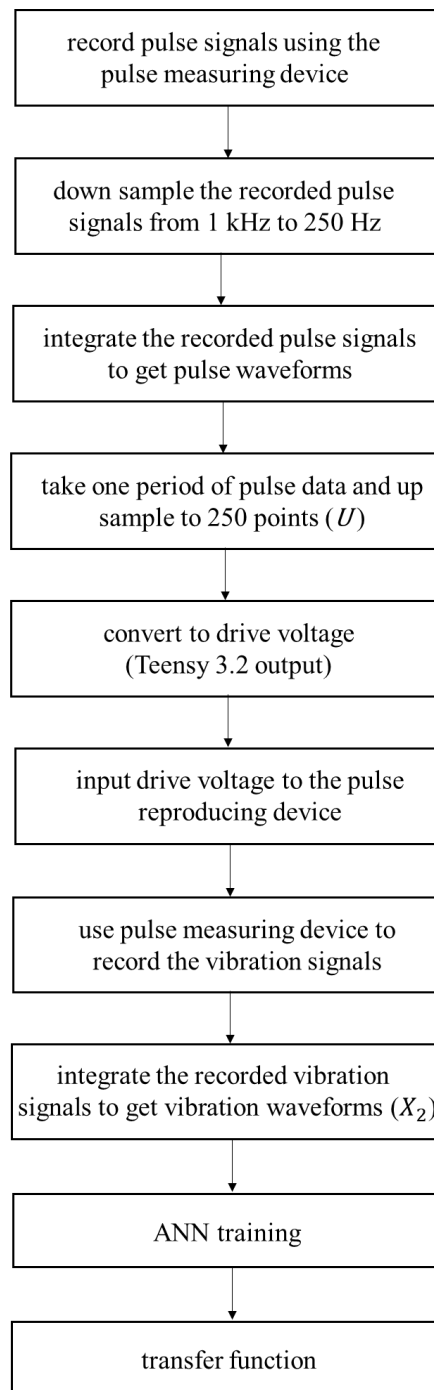 record pulse signals using the
pulse measuring device
down sample the recorded pulse
signals from 1 kHz to 250 Hz
integrate the recorded pulse signals
to get pulse waveforms
take one period of pulse data and up
sample to 250 points (U)
convert to drive voltage
(Teensy 3.2 output)
input drive voltage to the pulse
reproducing device
use pulse measuring device to
record the vibration signals
integrate the recorded vibration
signals to get vibration waveforms (X₂)
ANN training
transfer function